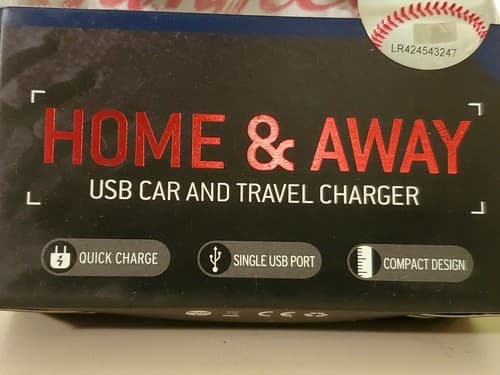 LR424543247
HOME & AWAY
USB CAR AND TRAVEL CHARGER
QUICK CHARGE
SINGLE USB PORT
COMPACT DESIGN